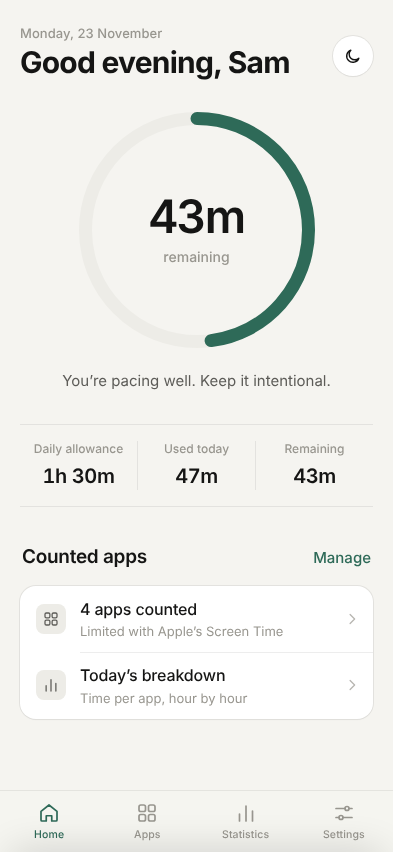 Monday, 23 November
Good evening, Sam
43m
remaining
You’re pacing well. Keep it intentional.
Daily allowance
1h 30m
Used today
47m
Remaining
43m
Counted apps
Manage
4 apps counted
Limited with Apple’s Screen Time
Today’s breakdown
Time per app, hour by hour
Home
Apps
Statistics
Settings